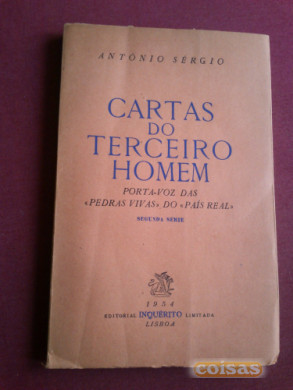 ANTÓNIO SÉRGIO
CARTAS
DO
TERCEIRO
HOMEM
PORTA-VOZ DAS
«PEDRAS VIVAS» DO «PAÍS REAL»
SEGUNDA SÉRIE
1954
EDITORIAL INQUÉRITO LIMITADA
LISBOA
coisas